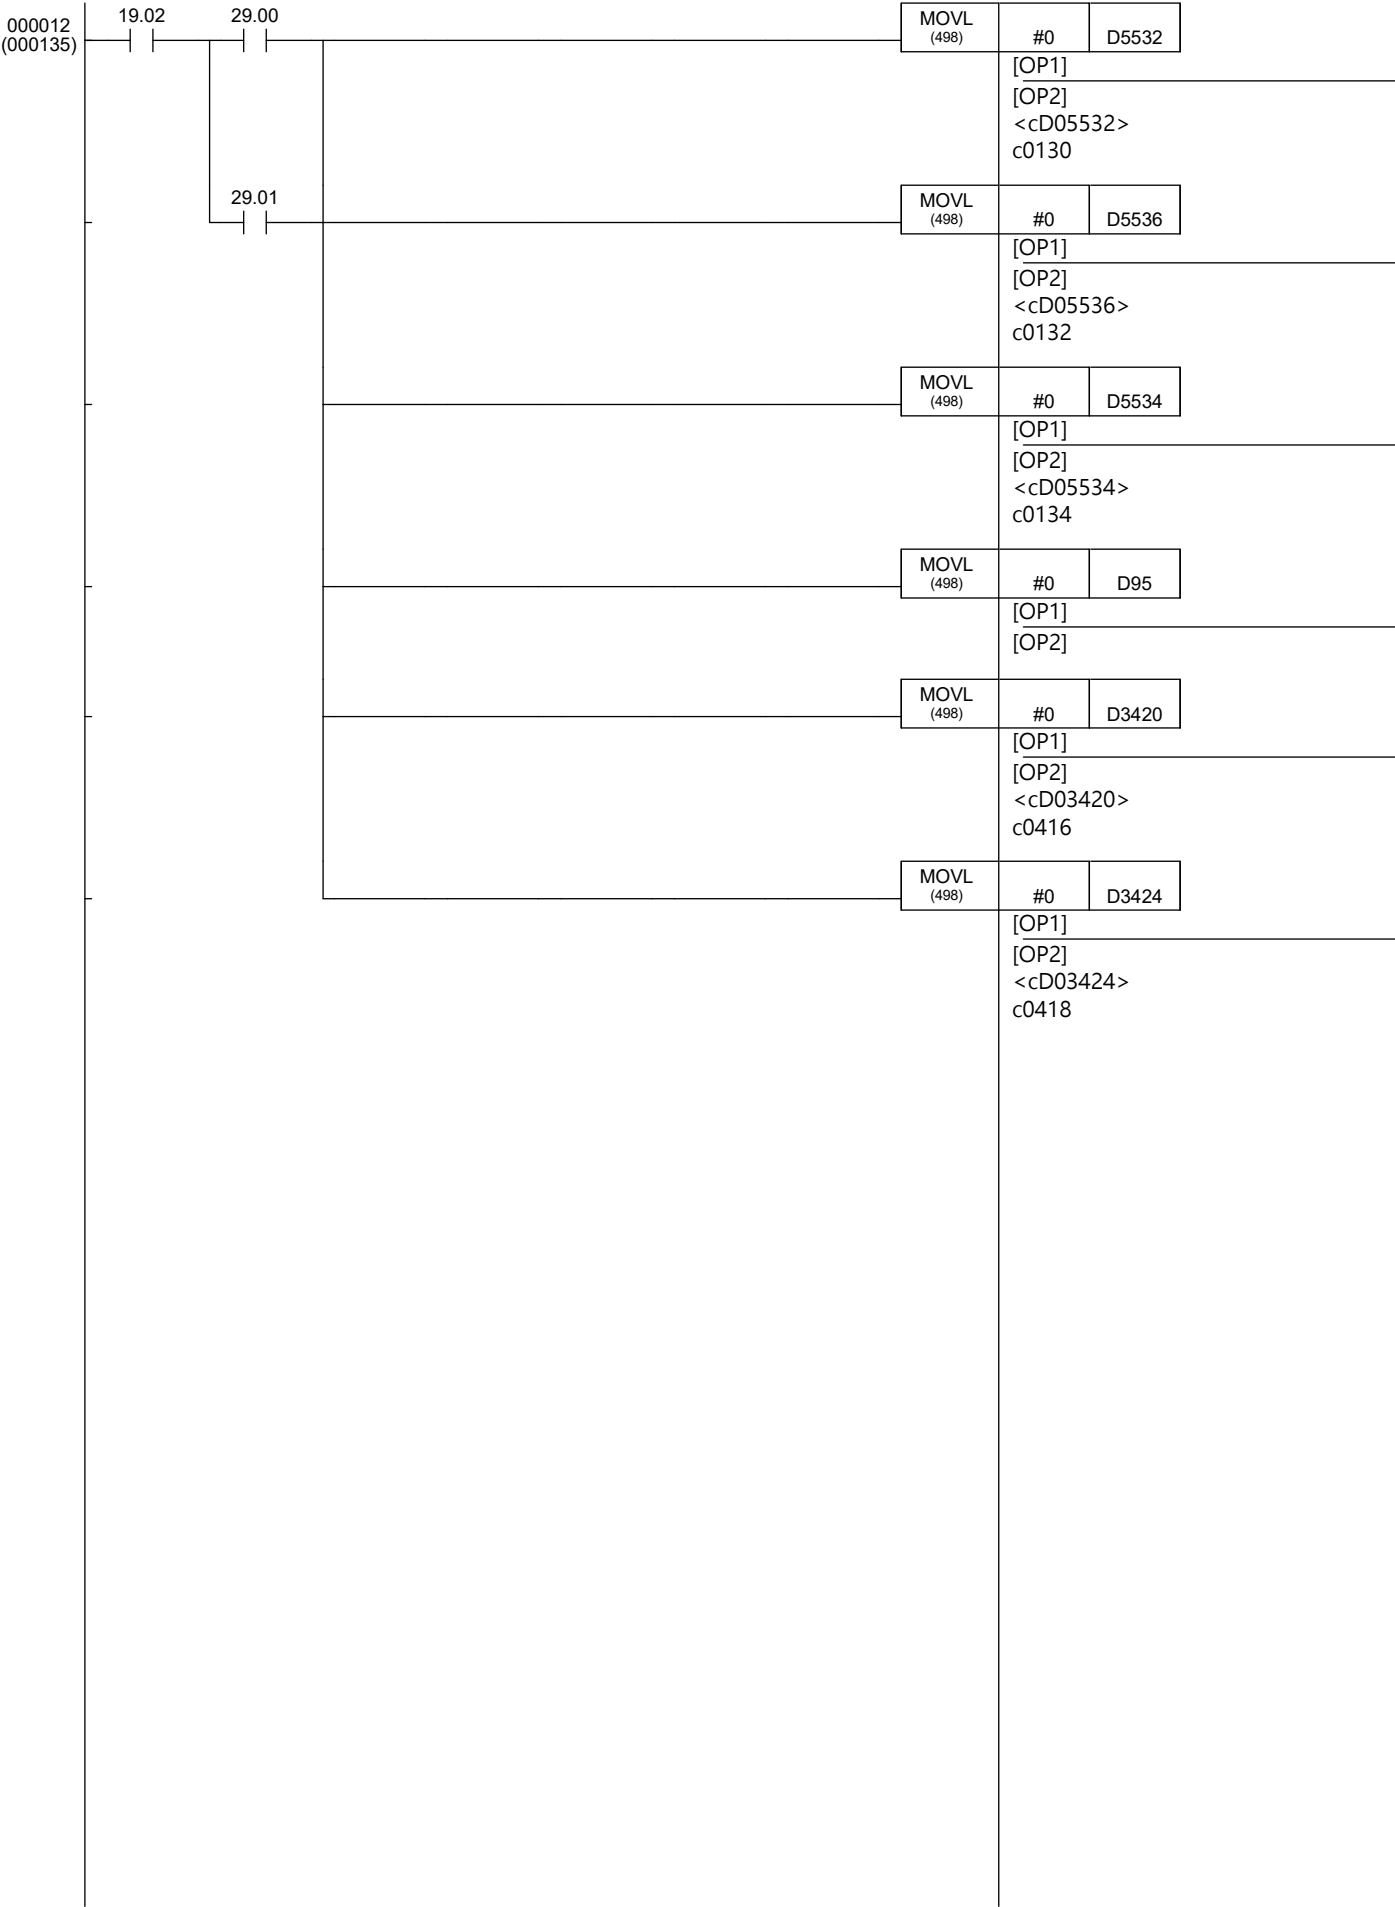 000012
(000135)
19.02
29.00
MOVL
(498)
#0
D5532
[OP1]
[OP2]
<cD05532>
c0130
29.01
MOVL
(498)
#0
D5536
[OP1]
[OP2]
<cD05536>
c0132
MOVL
(498)
#0
D5534
[OP1]
[OP2]
<cD05534>
c0134
MOVL
(498)
#0
D95
[OP1]
[OP2]
MOVL
(498)
#0
D3420
[OP1]
[OP2]
<cD03420>
c0416
MOVL
(498)
#0
D3424
[OP1]
[OP2]
<cD03424>
c0418